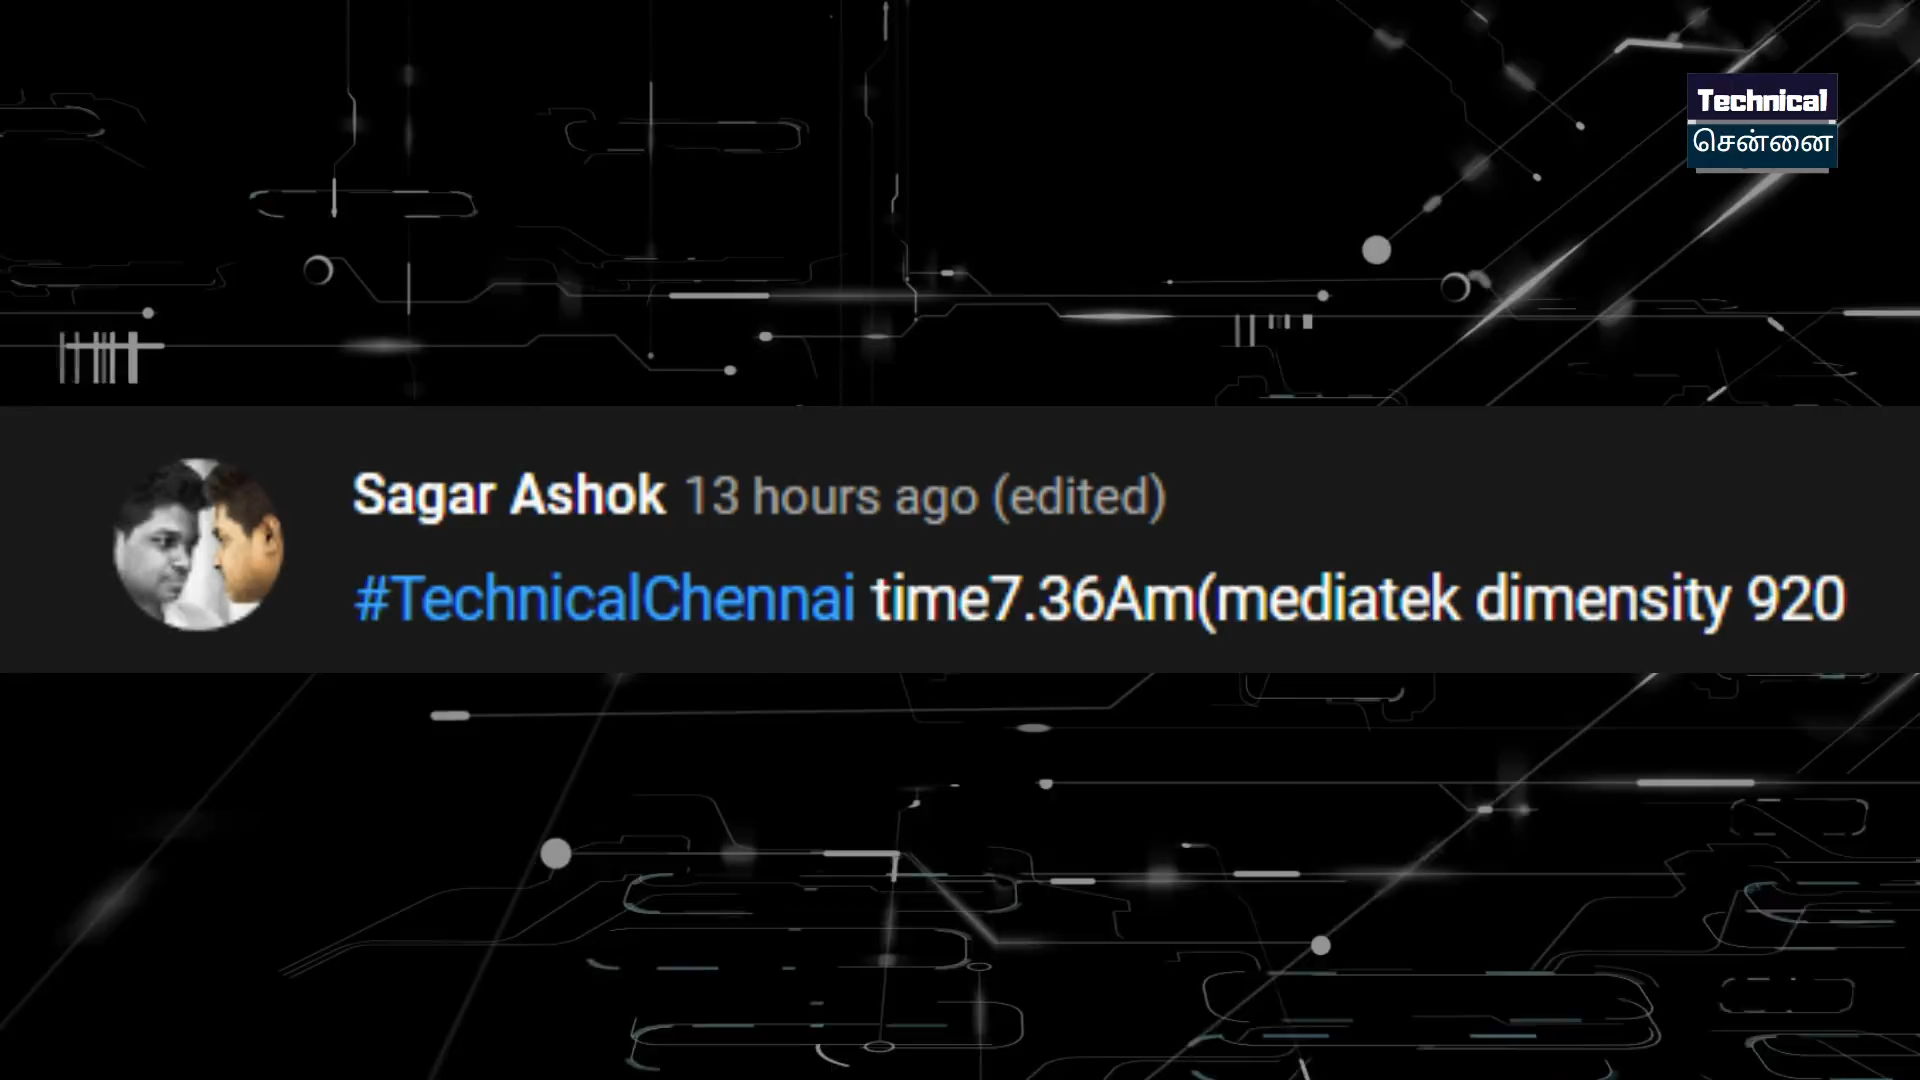 Technical
சென்னை
Sagar Ashok 13 hours ago (edited)
#TechnicalChennai time7.36Am(mediatek dimensity 920